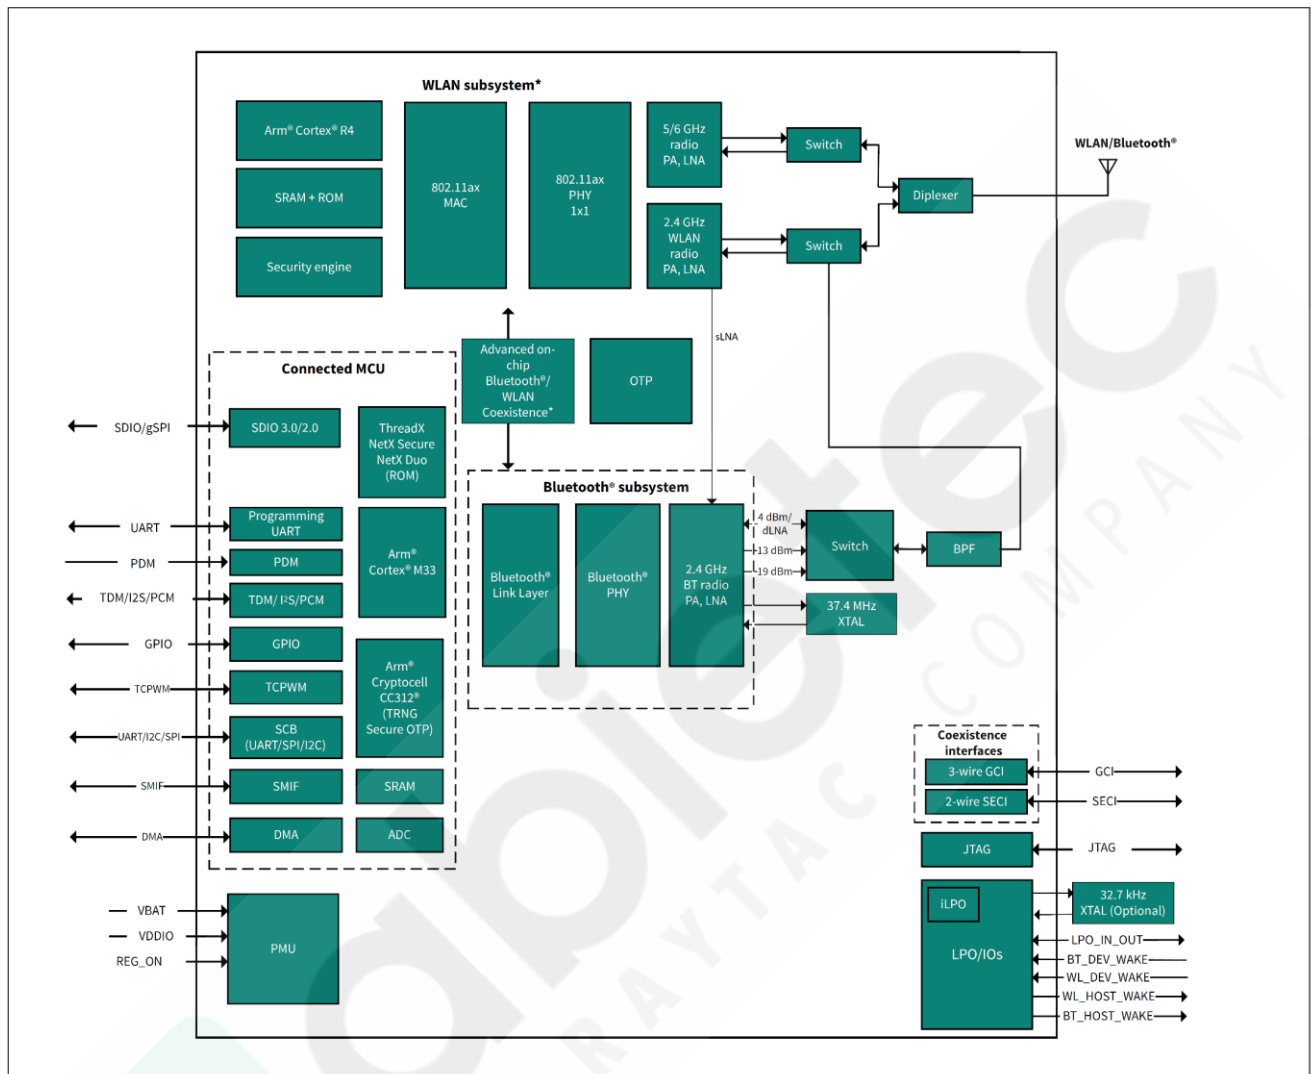 WLAN subsystem*
Arm® Cortex® R4
SRAM + ROM
Security engine
802.11ax
MAC
802.11ax
PHY
1x1
5/6 GHz
radio
PA, LNA
2.4 GHz
WLAN
radio
PA, LNA
Switch
Switch
Diplexer
WLAN/Bluetooth®
sLNA
Advanced on-
chip
Bluetooth®/
WLAN
Coexistence*
OTP
Connected MCU
SDIO/gSPI
SDIO 3.0/2.0
ThreadX
NetX Secure
NetX Duo
(ROM)
UART
Programming
UART
PDM
PDM
TDM/I2S/PCM
TDM/ I²S/PCM
Arm®
Cortex® M33
GPIO
GPIO
TCPWM
TCPWM
UART/I2C/SPI
SCB
(UART/SPI/I2C)
Arm®
Cryptocell
CC312®
(TRNG
Secure OTP)
SMIF
SMIF
SRAM
DMA
DMA
ADC
Bluetooth® subsystem
Bluetooth®
Link Layer
Bluetooth®
PHY
2.4 GHz
BT radio
PA, LNA
4 dBm/
dLNA
13 dBm
19 dBm
Switch
BPF
37.4 MHz
XTAL
Coexistence
interfaces
3-wire GCI
GCI
2-wire SECI
SECI
JTAG
JTAG
iLPO
LPO/IOs
32.7 kHz
XTAL (Optional)
LPO_IN_OUT
BT_DEV_WAKE
WL_DEV_WAKE
WL_HOST_WAKE
BT_HOST_WAKE
VBAT
VDDIO
REG_ON
PMU
abietec
RAYTAC COMPANY